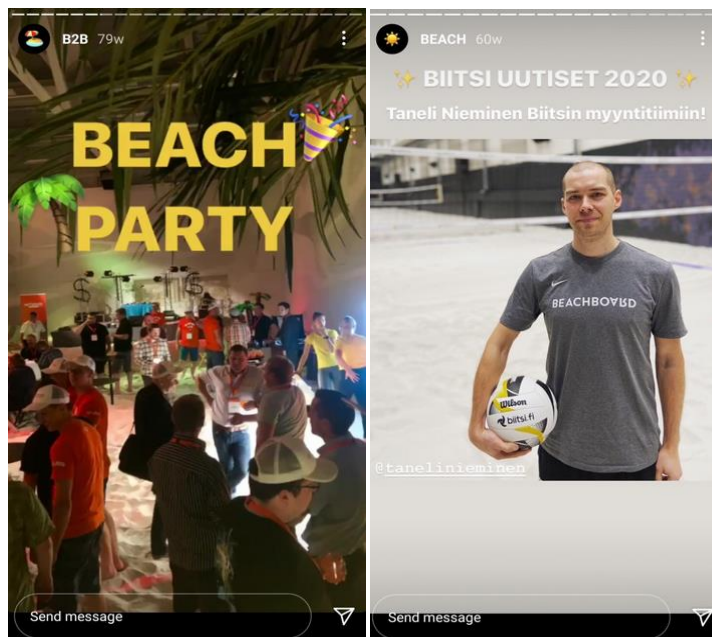 B2B 79w
BEACH
PARTY
Send message
BEACH 60w
BIITSI UUTISET 2020
Taneli Nieminen Biitsin myyntitiimiin!
BEACHBOARD
Wilson
biitsi.fi
@tanelinieminen
Send message